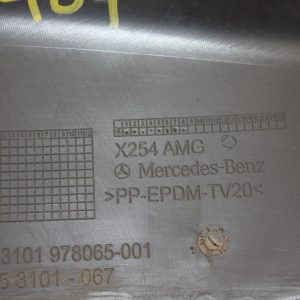 X254 AMG
Mercedes-Benz
>PP-EPDM-TV20<
3101 978065-001
5 3101 - 067